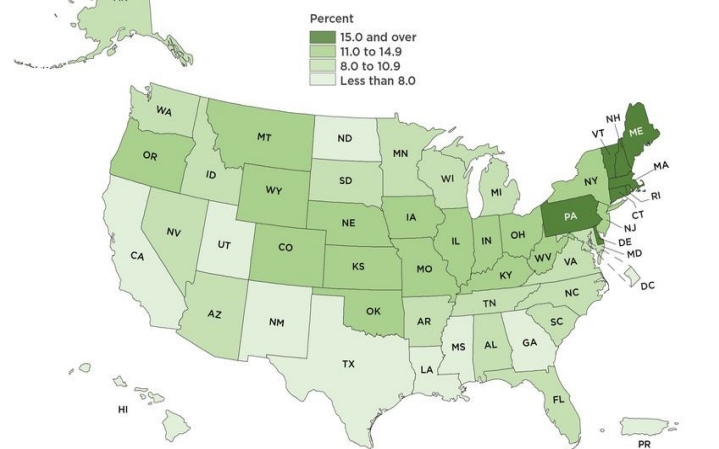 Percent
15.0 and over
11.0 to 14.9
8.0 to 10.9
Less than 8.0
WA
MT
ND
MN
VT
NH
ME
OR
ID
SD
WI
MI
NY
MA
WY
RI
NE
IA
PA
CT
NV
UT
CO
IL
IN
OH
NJ
DE
MD
CA
KS
MO
WV
VA
KY
DC
AZ
NM
OK
AR
TN
NC
SC
MS
AL
GA
TX
LA
FL
HI
PR